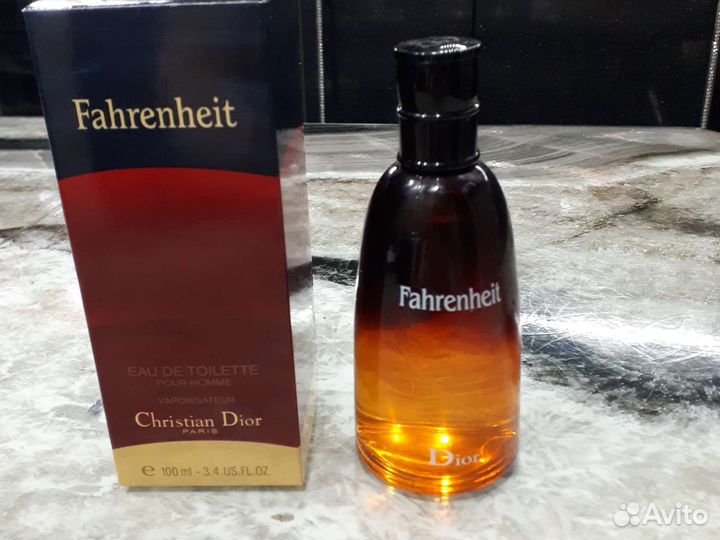 Fahrenheit
EAU DE TOILETTE
POUR HOMME
VAPORISATEUR
Christian Dior
PARIS
℮ 100 ml - 3.4 US.FL.OZ.
Fahrenheit
Dior
Avito